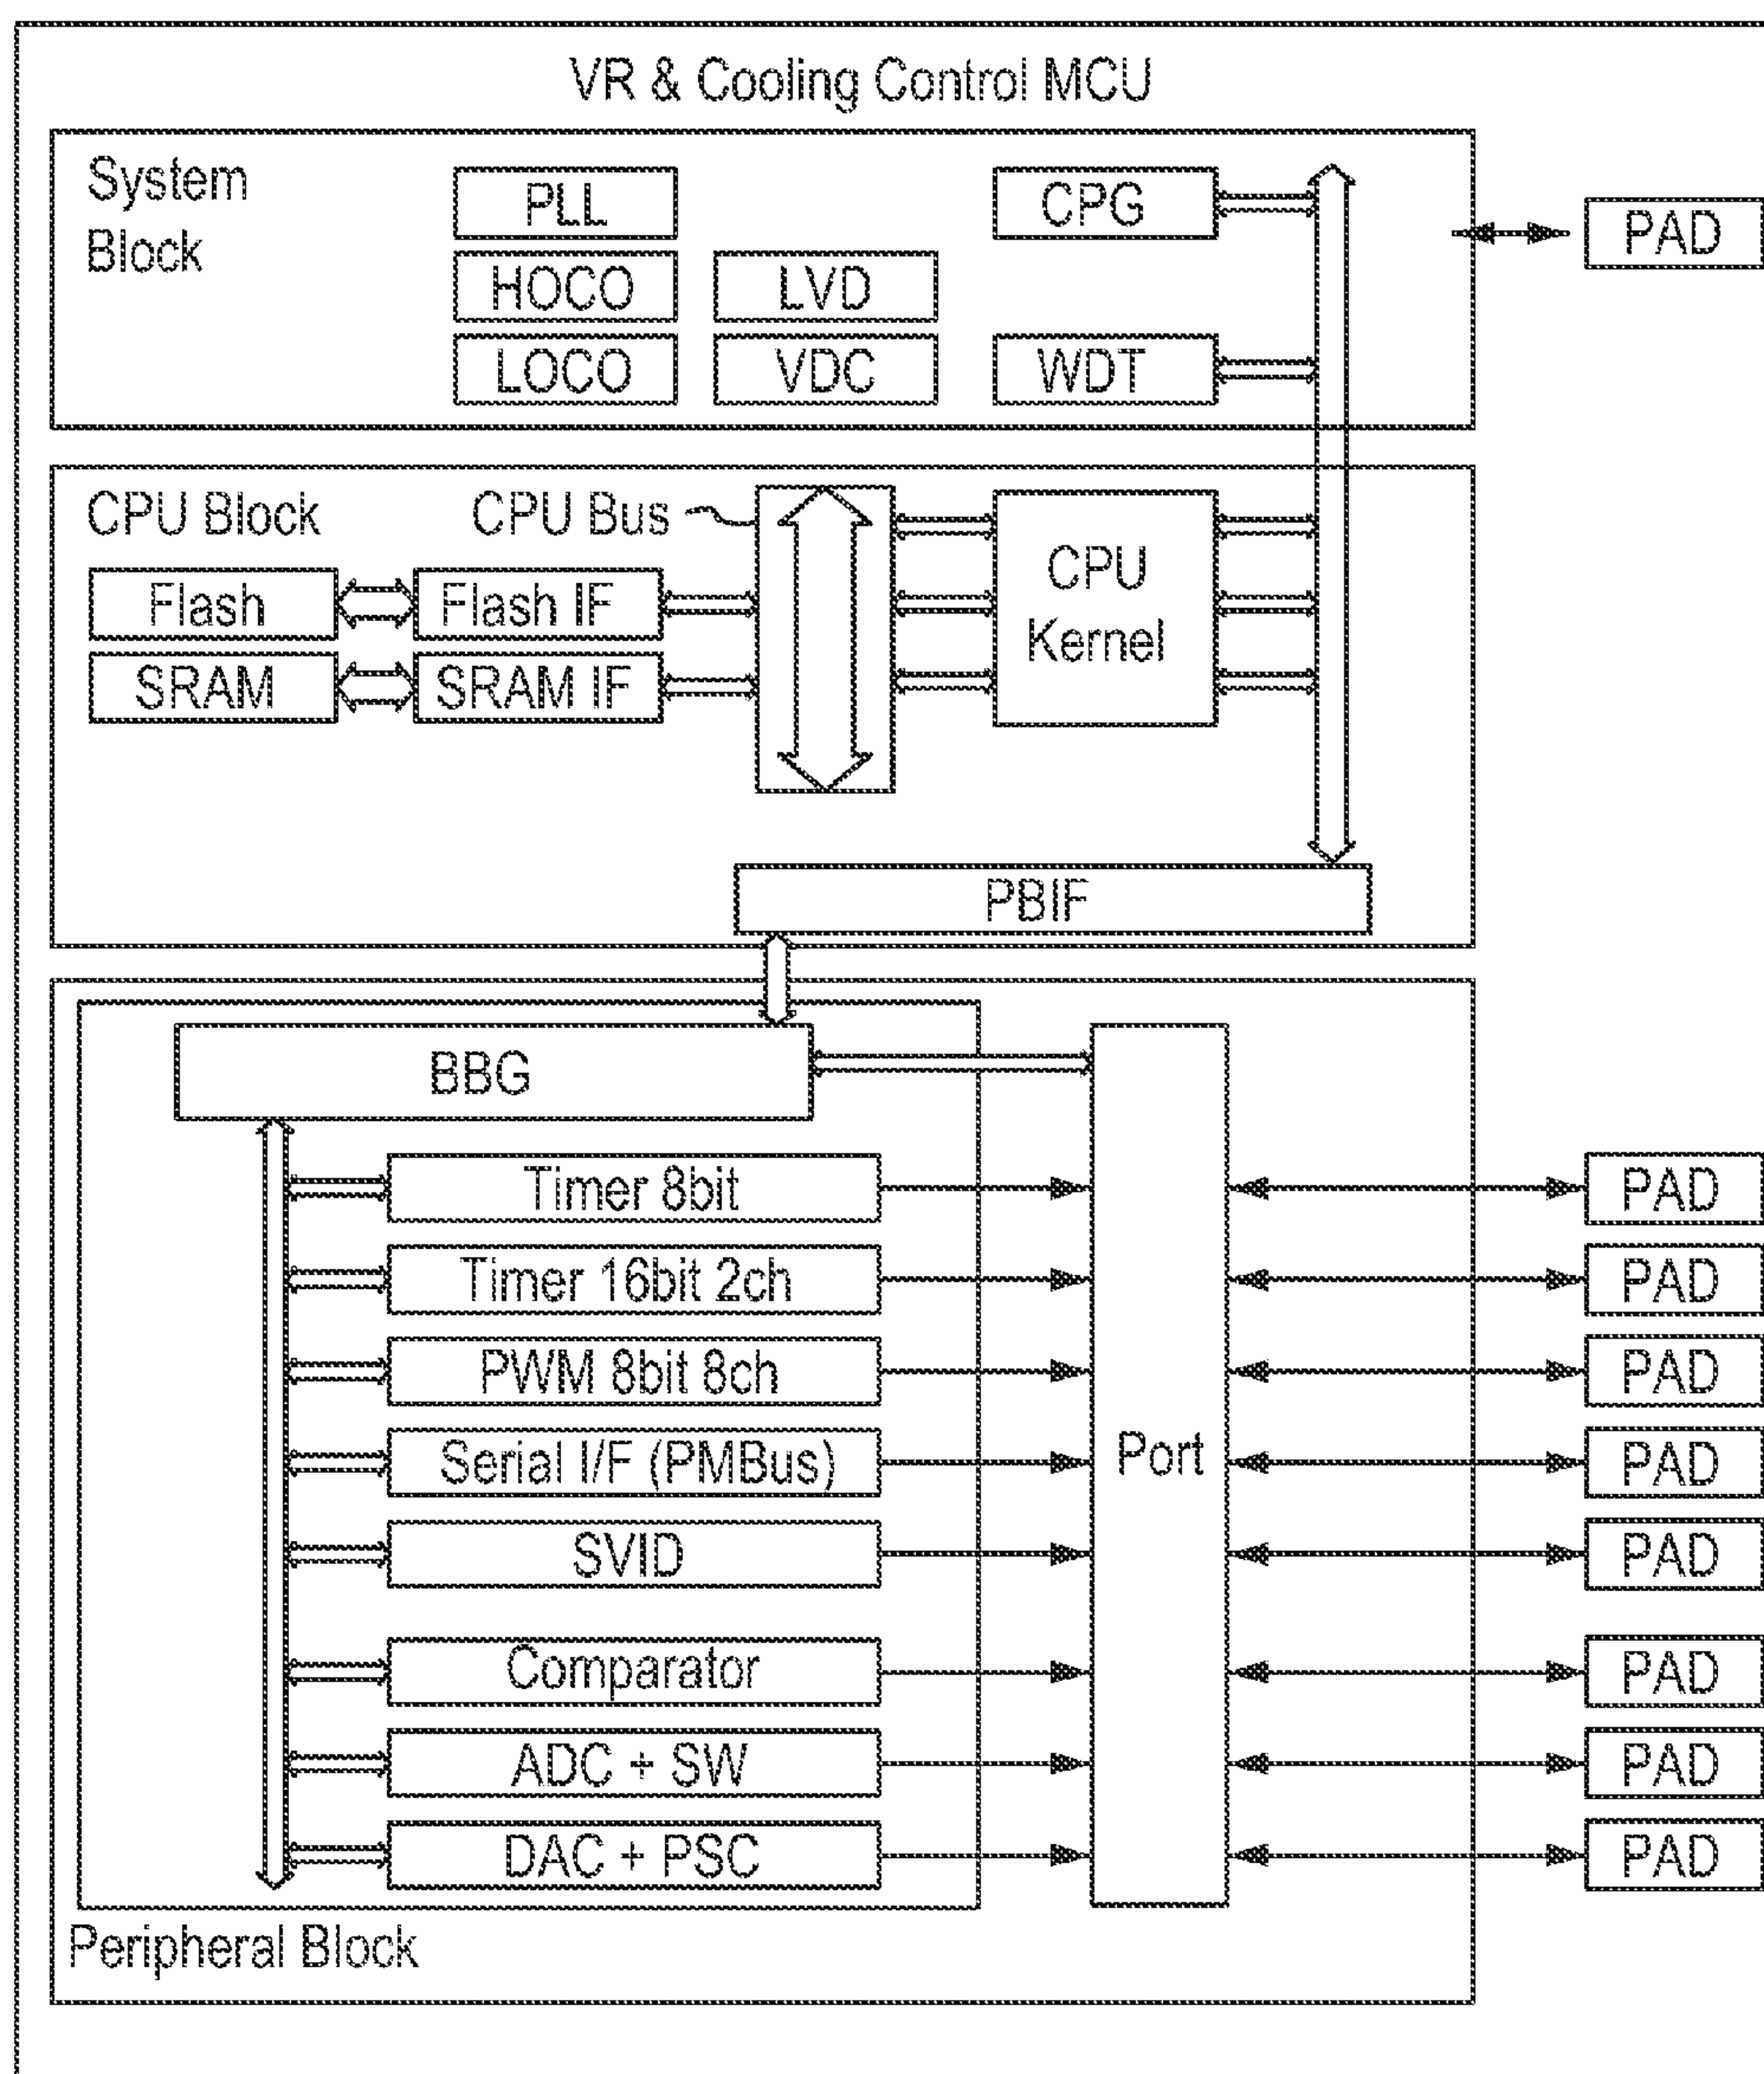 VR & Cooling Control MCU
System
Block
PLL
CPG
PAD
HOCO
LVD
LOCO
VDC
WDT
CPU Block
CPU Bus
CPU
Kernel
Flash
Flash IF
SRAM
SRAM IF
PBIF
BBG
Port
Timer 8bit
PAD
Timer 16bit 2ch
PAD
PWM 8bit 8ch
PAD
Serial I/F (PMBus)
PAD
SVID
PAD
Comparator
PAD
ADC + SW
PAD
DAC + PSC
PAD
Peripheral Block